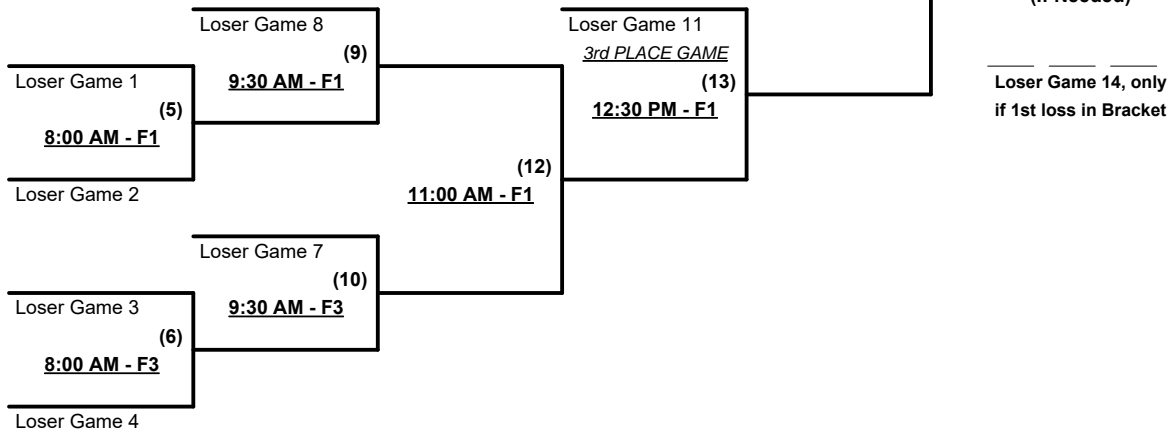 Loser Game 8
Loser Game 11
(9)
3rd PLACE GAME
Loser Game 1
9:30 AM - F1
(13)
Loser Game 14, only
(5)
12:30 PM - F1
if 1st loss in Bracket
8:00 AM - F1
(12)
Loser Game 2
11:00 AM - F1
Loser Game 7
(10)
Loser Game 3
9:30 AM - F3
(6)
8:00 AM - F3
Loser Game 4